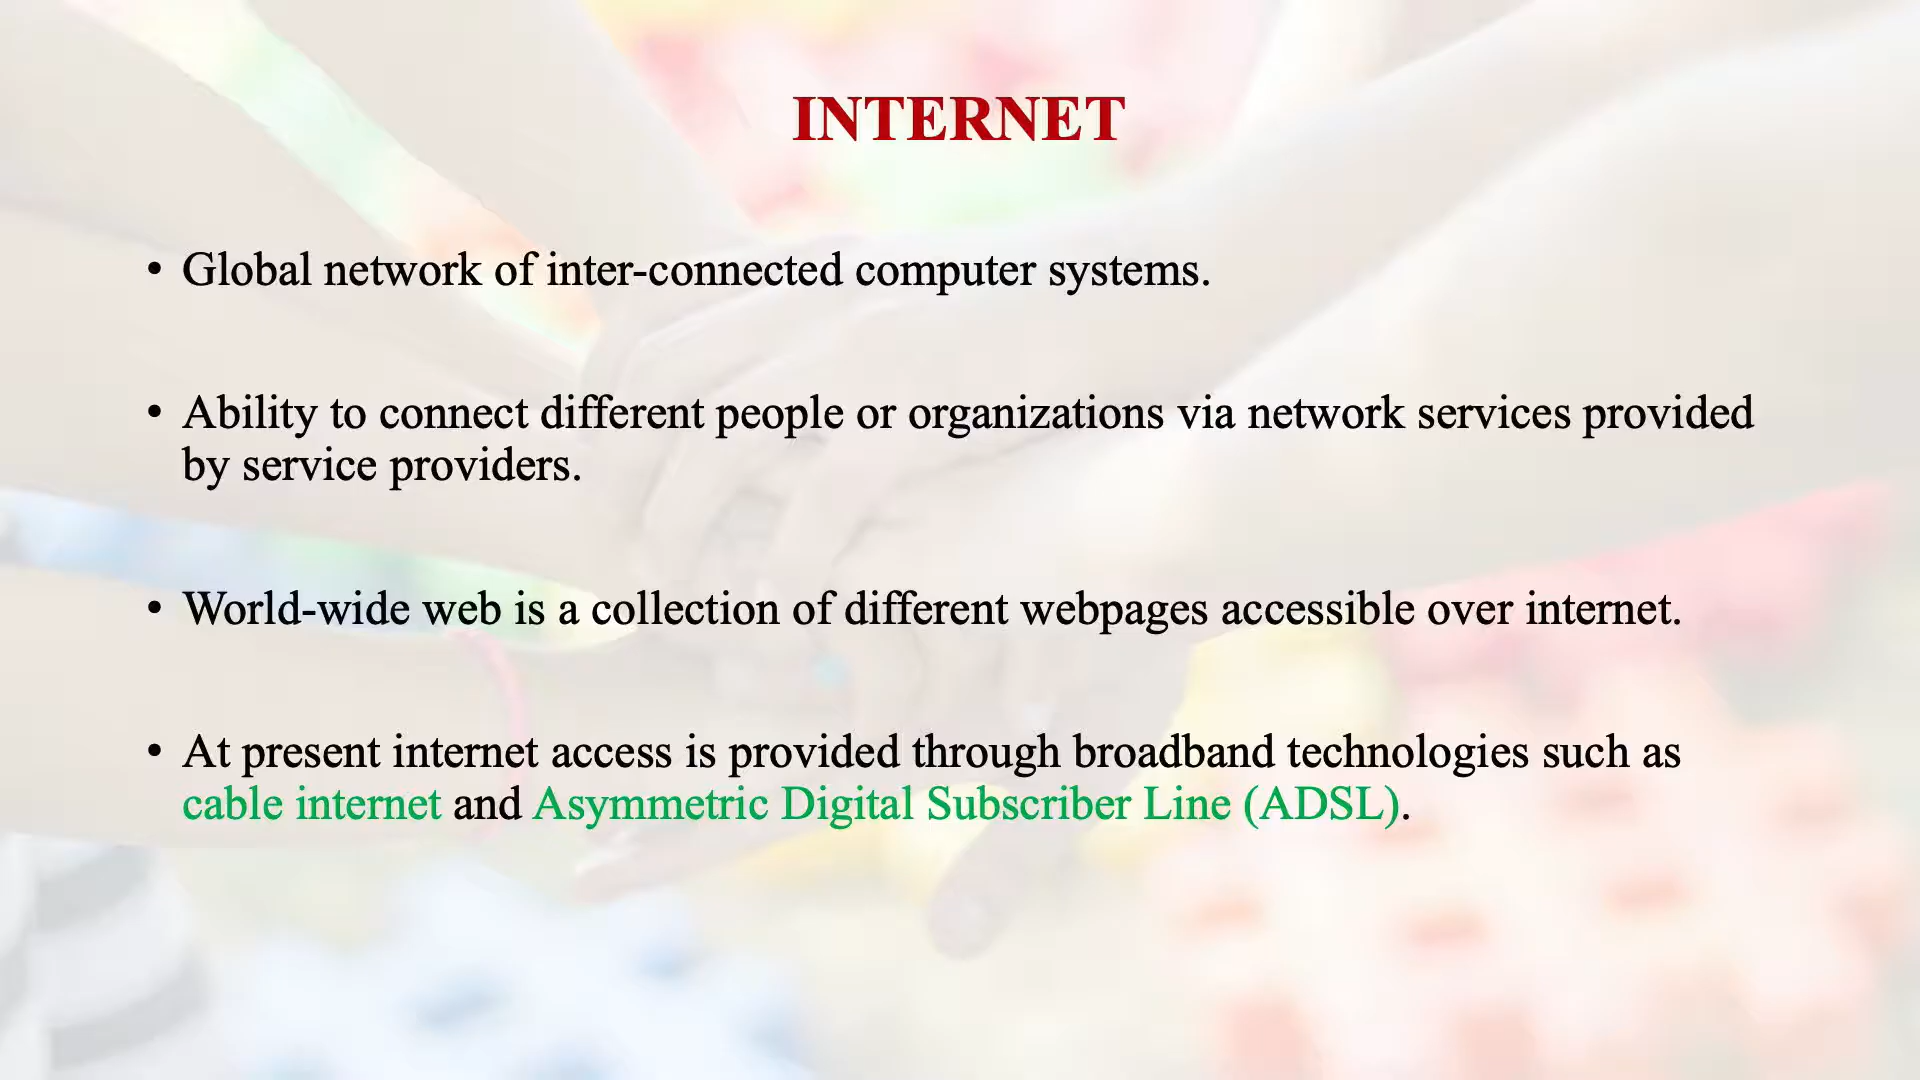 INTERNET
• Global network of inter-connected computer systems.
• Ability to connect different people or organizations via network services provided
by service providers.
• World-wide web is a collection of different webpages accessible over internet.
• At present internet access is provided through broadband technologies such as
cable internet and Asymmetric Digital Subscriber Line (ADSL).